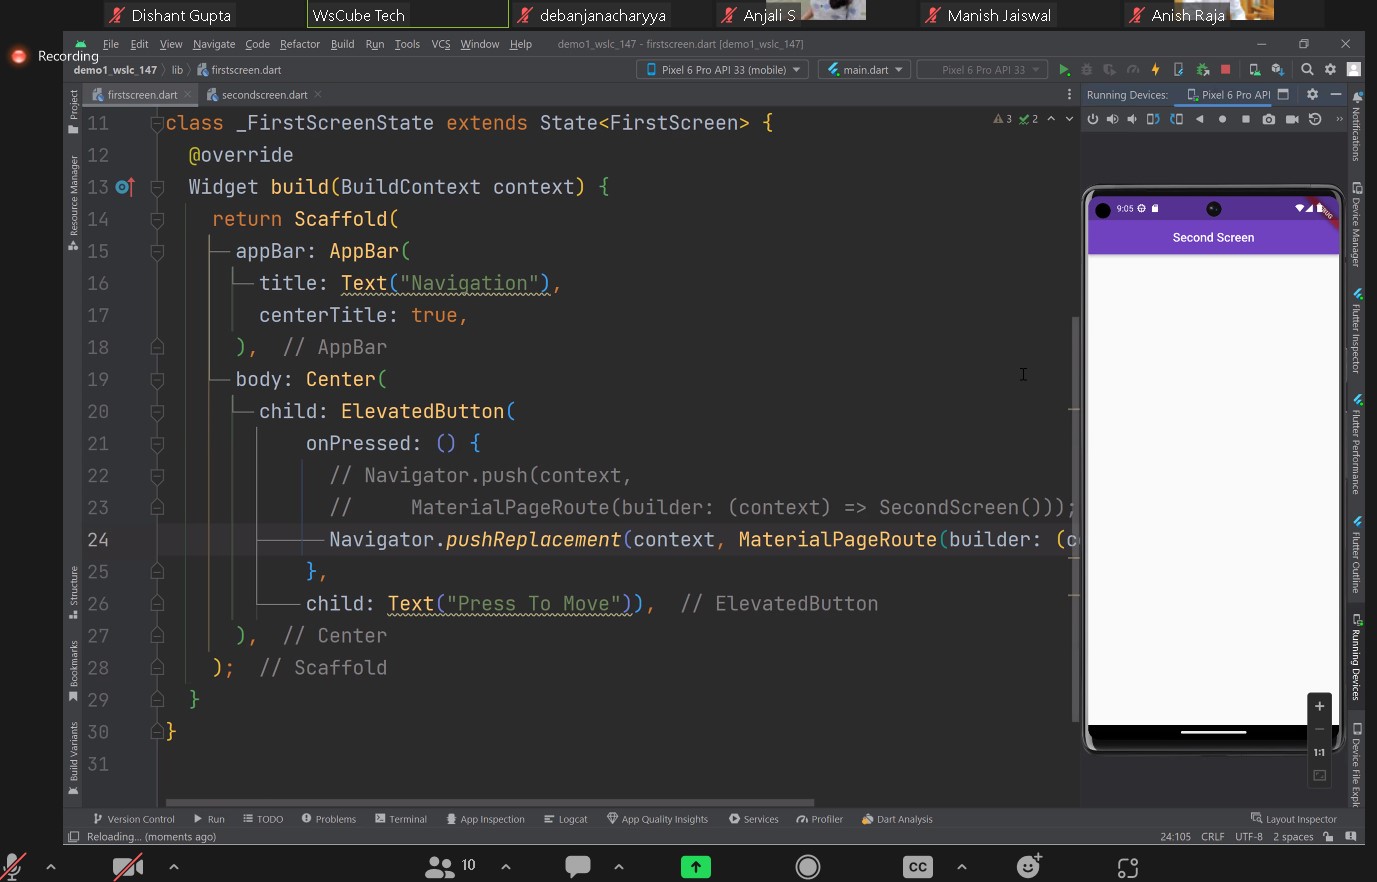 Dishant Gupta
WsCube Tech
debanjanacharyya
Anjali S
Manish Jaiswal
Anish Raja
Recording
File Edit View Navigate Code Refactor Build Run Tools VCS Window Help demo1_wslc_147 - firstscreen.dart [demo1_wslc_147]
demo1_wslc_147 lib firstscreen.dart
Pixel 6 Pro API 33 (mobile) main.dart Pixel 6 Pro API 33
firstscreen.dart secondscreen.dart
Running Devices: Pixel 6 Pro API
3 2
11 class _FirstScreenState extends State<FirstScreen> {
12 @override
13 Widget build(BuildContext context) {
14 return Scaffold(
15 appBar: AppBar(
16 title: Text("Navigation"),
17 centerTitle: true,
18 ), // AppBar
19 body: Center(
20 child: ElevatedButton(
21 onPressed: () {
22 // Navigator.push(context,
23 // MaterialPageRoute(builder: (context) => SecondScreen()));
24 Navigator.pushReplacement(context, MaterialPageRoute(builder: (c
25 },
26 child: Text("Press To Move")), // ElevatedButton
27 ), // Center
28 ); // Scaffold
29 }
30 }
31
9:05
Second Screen
1:1
Project
Resource Manager
Structure
Bookmarks
Build Variants
Notifications
Device Manager
Flutter Inspector
Flutter Performance
Flutter Outline
Running Devices
Device File Explo
Version Control Run TODO Problems Terminal App Inspection Logcat App Quality Insights Services Profiler Dart Analysis Layout Inspector
Reloading... (moments ago)
24:105 CRLF UTF-8 2 spaces
10
CC